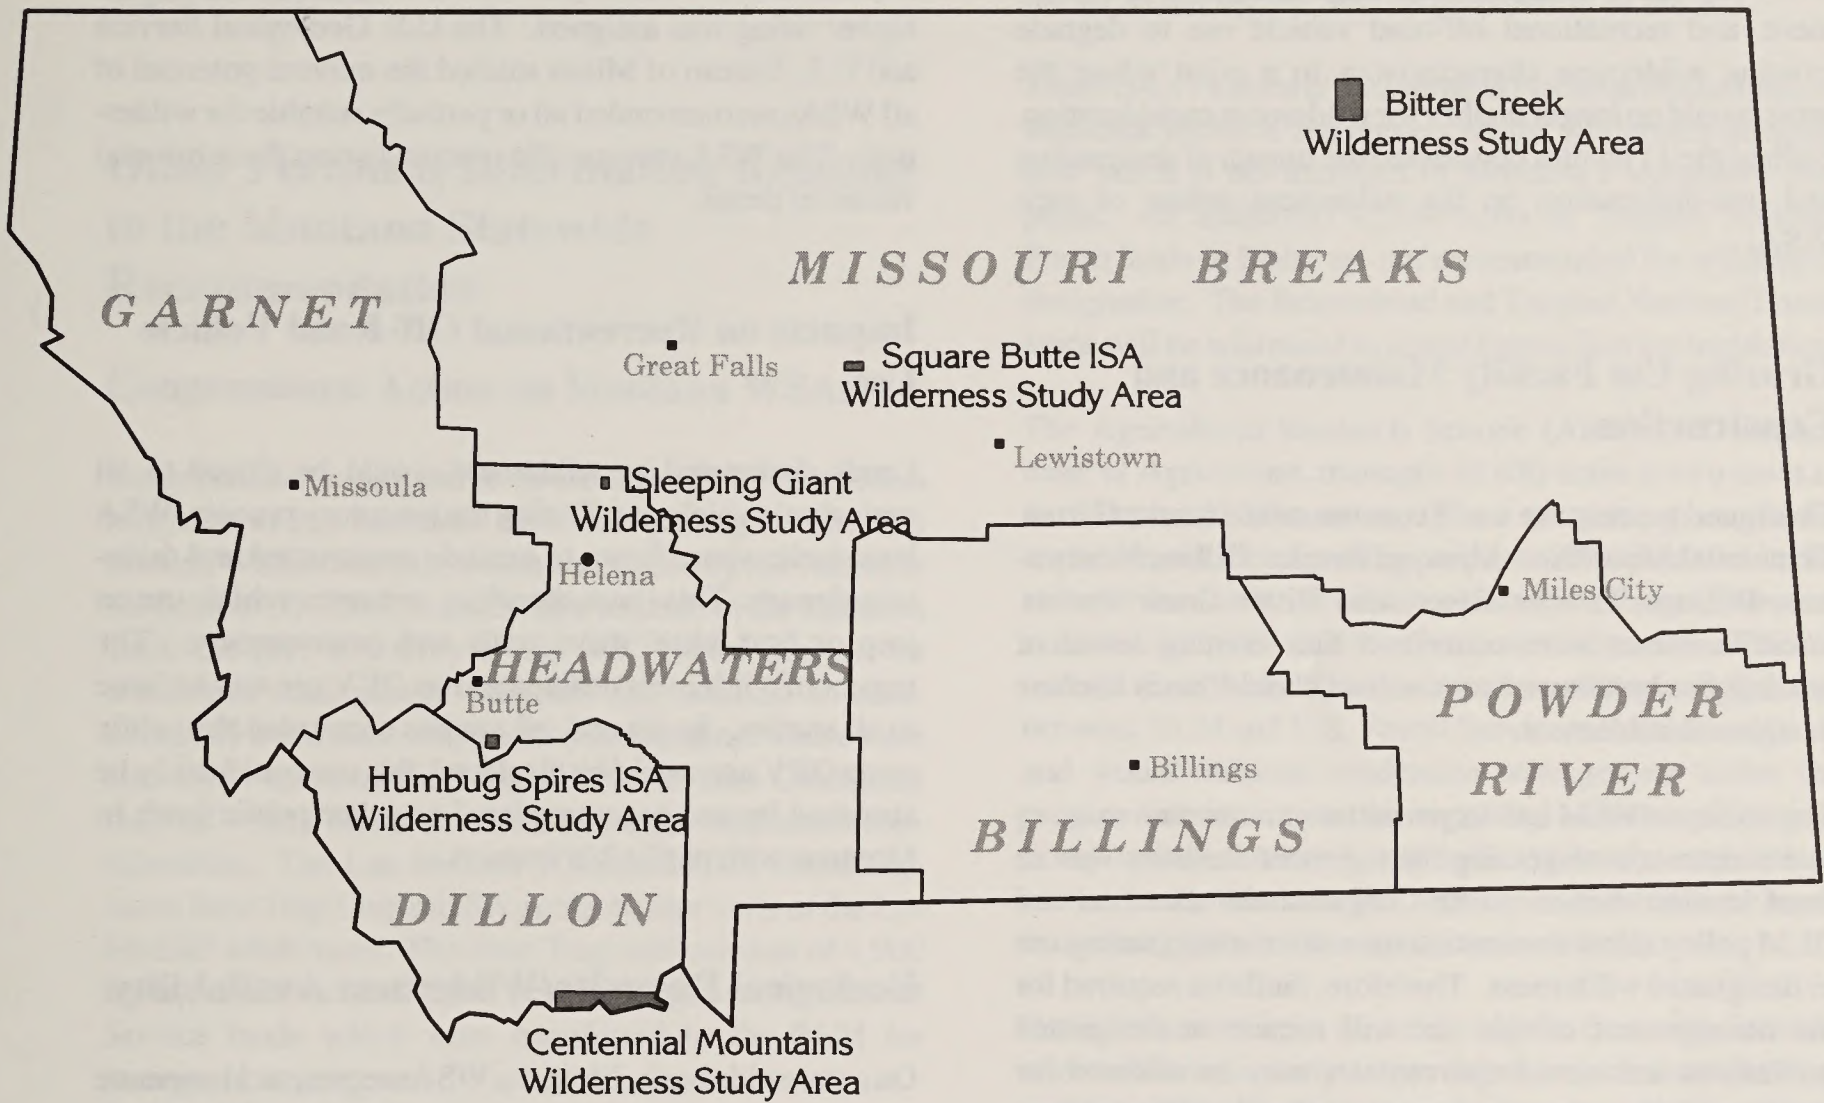 Bitter Creek
Wilderness Study Area
MISSOURI BREAKS
GARNET
Great Falls
Square Butte ISA
Wilderness Study Area
Lewistown
Missoula
Sleeping Giant
Wilderness Study Area
Helena
Miles City
HEADWATERS
Butte
POWDER
RIVER
Billings
BILLINGS
Humbug Spires ISA
Wilderness Study Area
DILLON
Centennial Mountains
Wilderness Study Area